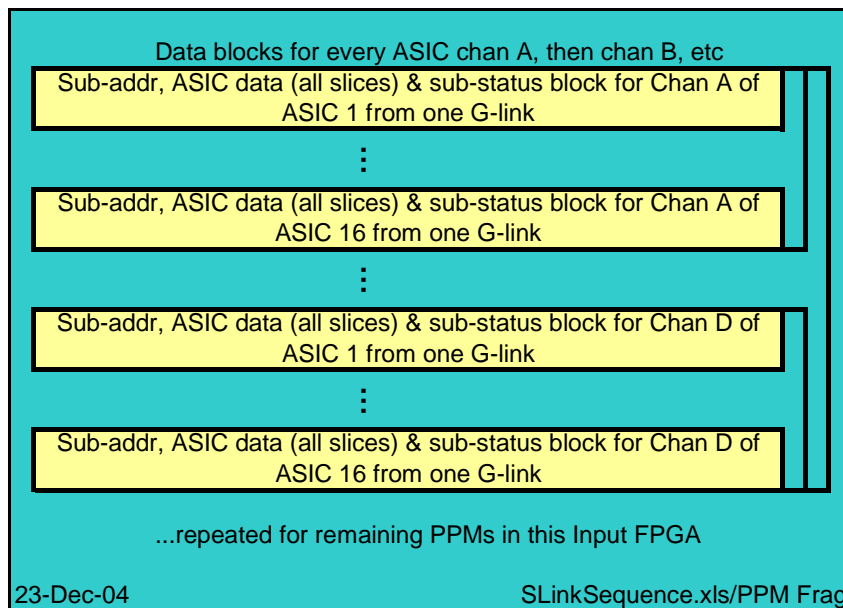 Data blocks for every ASIC chan A, then chan B, etc
Sub-addr, ASIC data (all slices) & sub-status block for Chan A of
ASIC 1 from one G-link
...
Sub-addr, ASIC data (all slices) & sub-status block for Chan A of
ASIC 16 from one G-link
...
Sub-addr, ASIC data (all slices) & sub-status block for Chan D of
ASIC 1 from one G-link
...
Sub-addr, ASIC data (all slices) & sub-status block for Chan D of
ASIC 16 from one G-link
...repeated for remaining PPMs in this Input FPGA
23-Dec-04 SLinkSequence.xls/PPM Frag